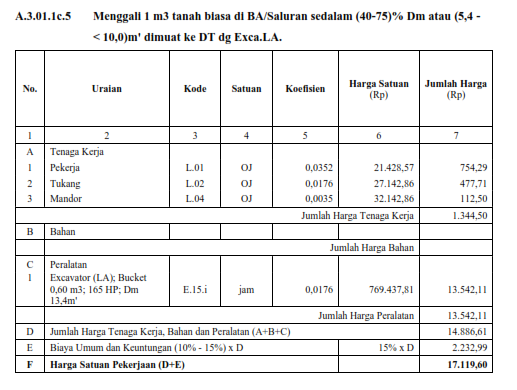 A.3.01.1c.5 Menggali 1 m3 tanah biasa di BA/Saluran sedalam (40-75)% Dm atau (5,4 -
< 10,0)m' dimuat ke DT dg Exca.LA.
No. Uraian Kode Satuan Koefisien Harga Satuan (Rp) Jumlah Harga (Rp)
1 2 3 4 5 6 7
A Tenaga Kerja
1 Pekerja L.01 OJ 0,0352 21.428,57 754,29
2 Tukang L.02 OJ 0,0176 27.142,86 477,71
3 Mandor L.04 OJ 0,0035 32.142,86 112,50
Jumlah Harga Tenaga Kerja 1.344,50
B Bahan
Jumlah Harga Bahan
C Peralatan
1 Excavator (LA); Bucket
0,60 m3; 165 HP; Dm E.15.i jam 0,0176 769.437,81 13.542,11
13,4m'
Jumlah Harga Peralatan 13.542,11
D Jumlah Harga Tenaga Kerja, Bahan dan Peralatan (A+B+C) 14.886,61
E Biaya Umum dan Keuntungan (10% - 15%) x D 15% x D 2.232,99
F Harga Satuan Pekerjaan (D+E) 17.119,60